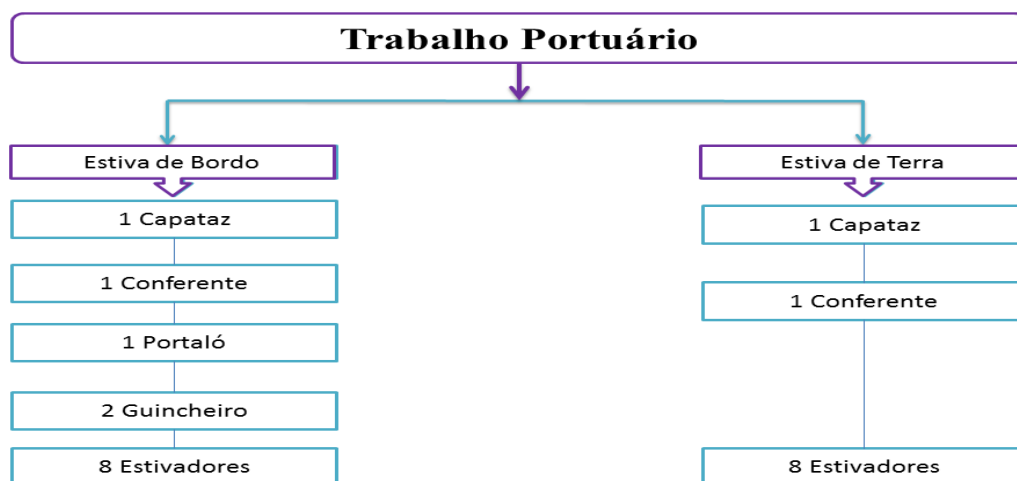 Trabalho Portuário
Estiva de Bordo
1 Capataz
1 Conferente
1 Portaló
2 Guincheiro
8 Estivadores
Estiva de Terra
1 Capataz
1 Conferente
8 Estivadores